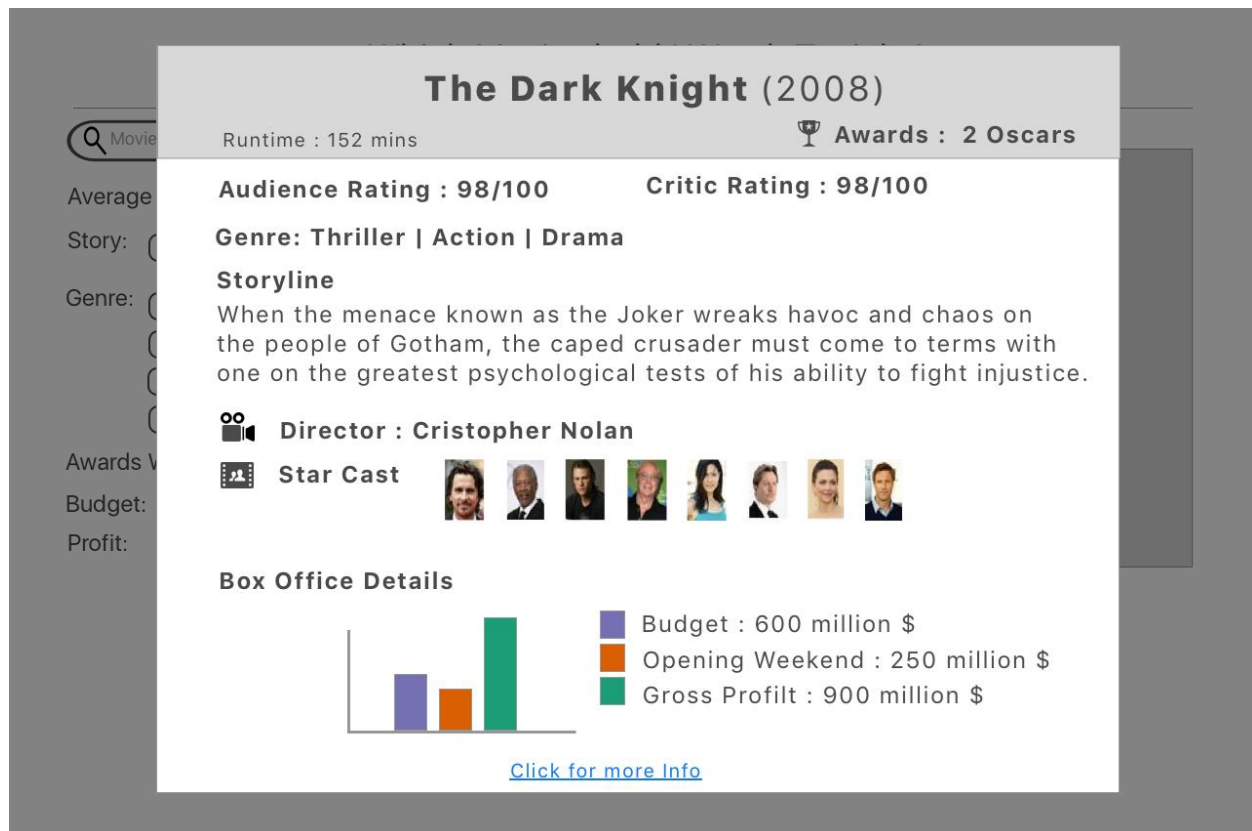 The Dark Knight (2008)
Runtime : 152 mins
Awards : 2 Oscars
Movie
Average
Audience Rating : 98/100
Critic Rating : 98/100
Story:
Genre: Thriller | Action | Drama
Genre:
Storyline
When the menace known as the Joker wreaks havoc and chaos on
the people of Gotham, the caped crusader must come to terms with
one on the greatest psychological tests of his ability to fight injustice.
Director : Cristopher Nolan
Awards
Star Cast
Budget:
Profit:
Box Office Details
Budget : 600 million $
Opening Weekend : 250 million $
Gross Profilt : 900 million $
Click for more Info